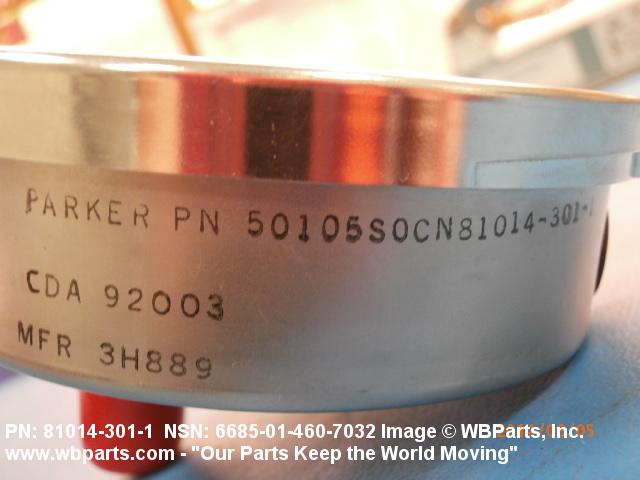 PARKER PN 50105S0CN81014-301-1
CDA 92003
MFR 3H889
PN: 81014-301-1 NSN: 6685-01-460-7032 Image © WBParts, Inc.
www.wbparts.com - "Our Parts Keep the World Moving"